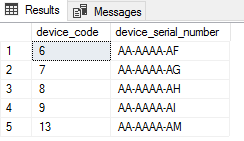 Results Messages
device_code device_serial_number
1 6 AA-AAAA-AF
2 7 AA-AAAA-AG
3 8 AA-AAAA-AH
4 9 AA-AAAA-AI
5 13 AA-AAAA-AM